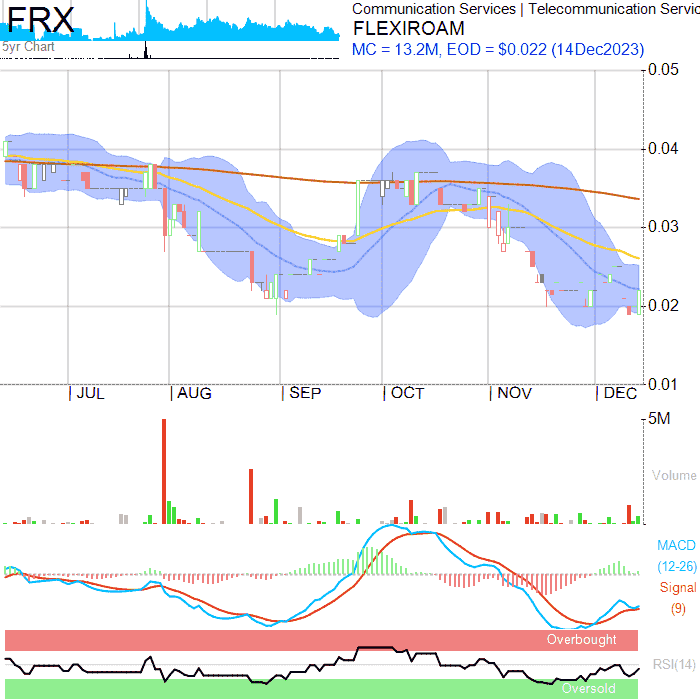 FRX
5yr Chart
Communication Services | Telecommunication Servic
FLEXIROAM
MC = 13.2M, EOD = $0.022 (14Dec2023)
0.05
0.04
0.03
0.02
0.01
JUL
AUG
SEP
OCT
NOV
DEC
5M
Volume
MACD
(12-26)
Signal
(9)
Overbought
RSI(14)
Oversold